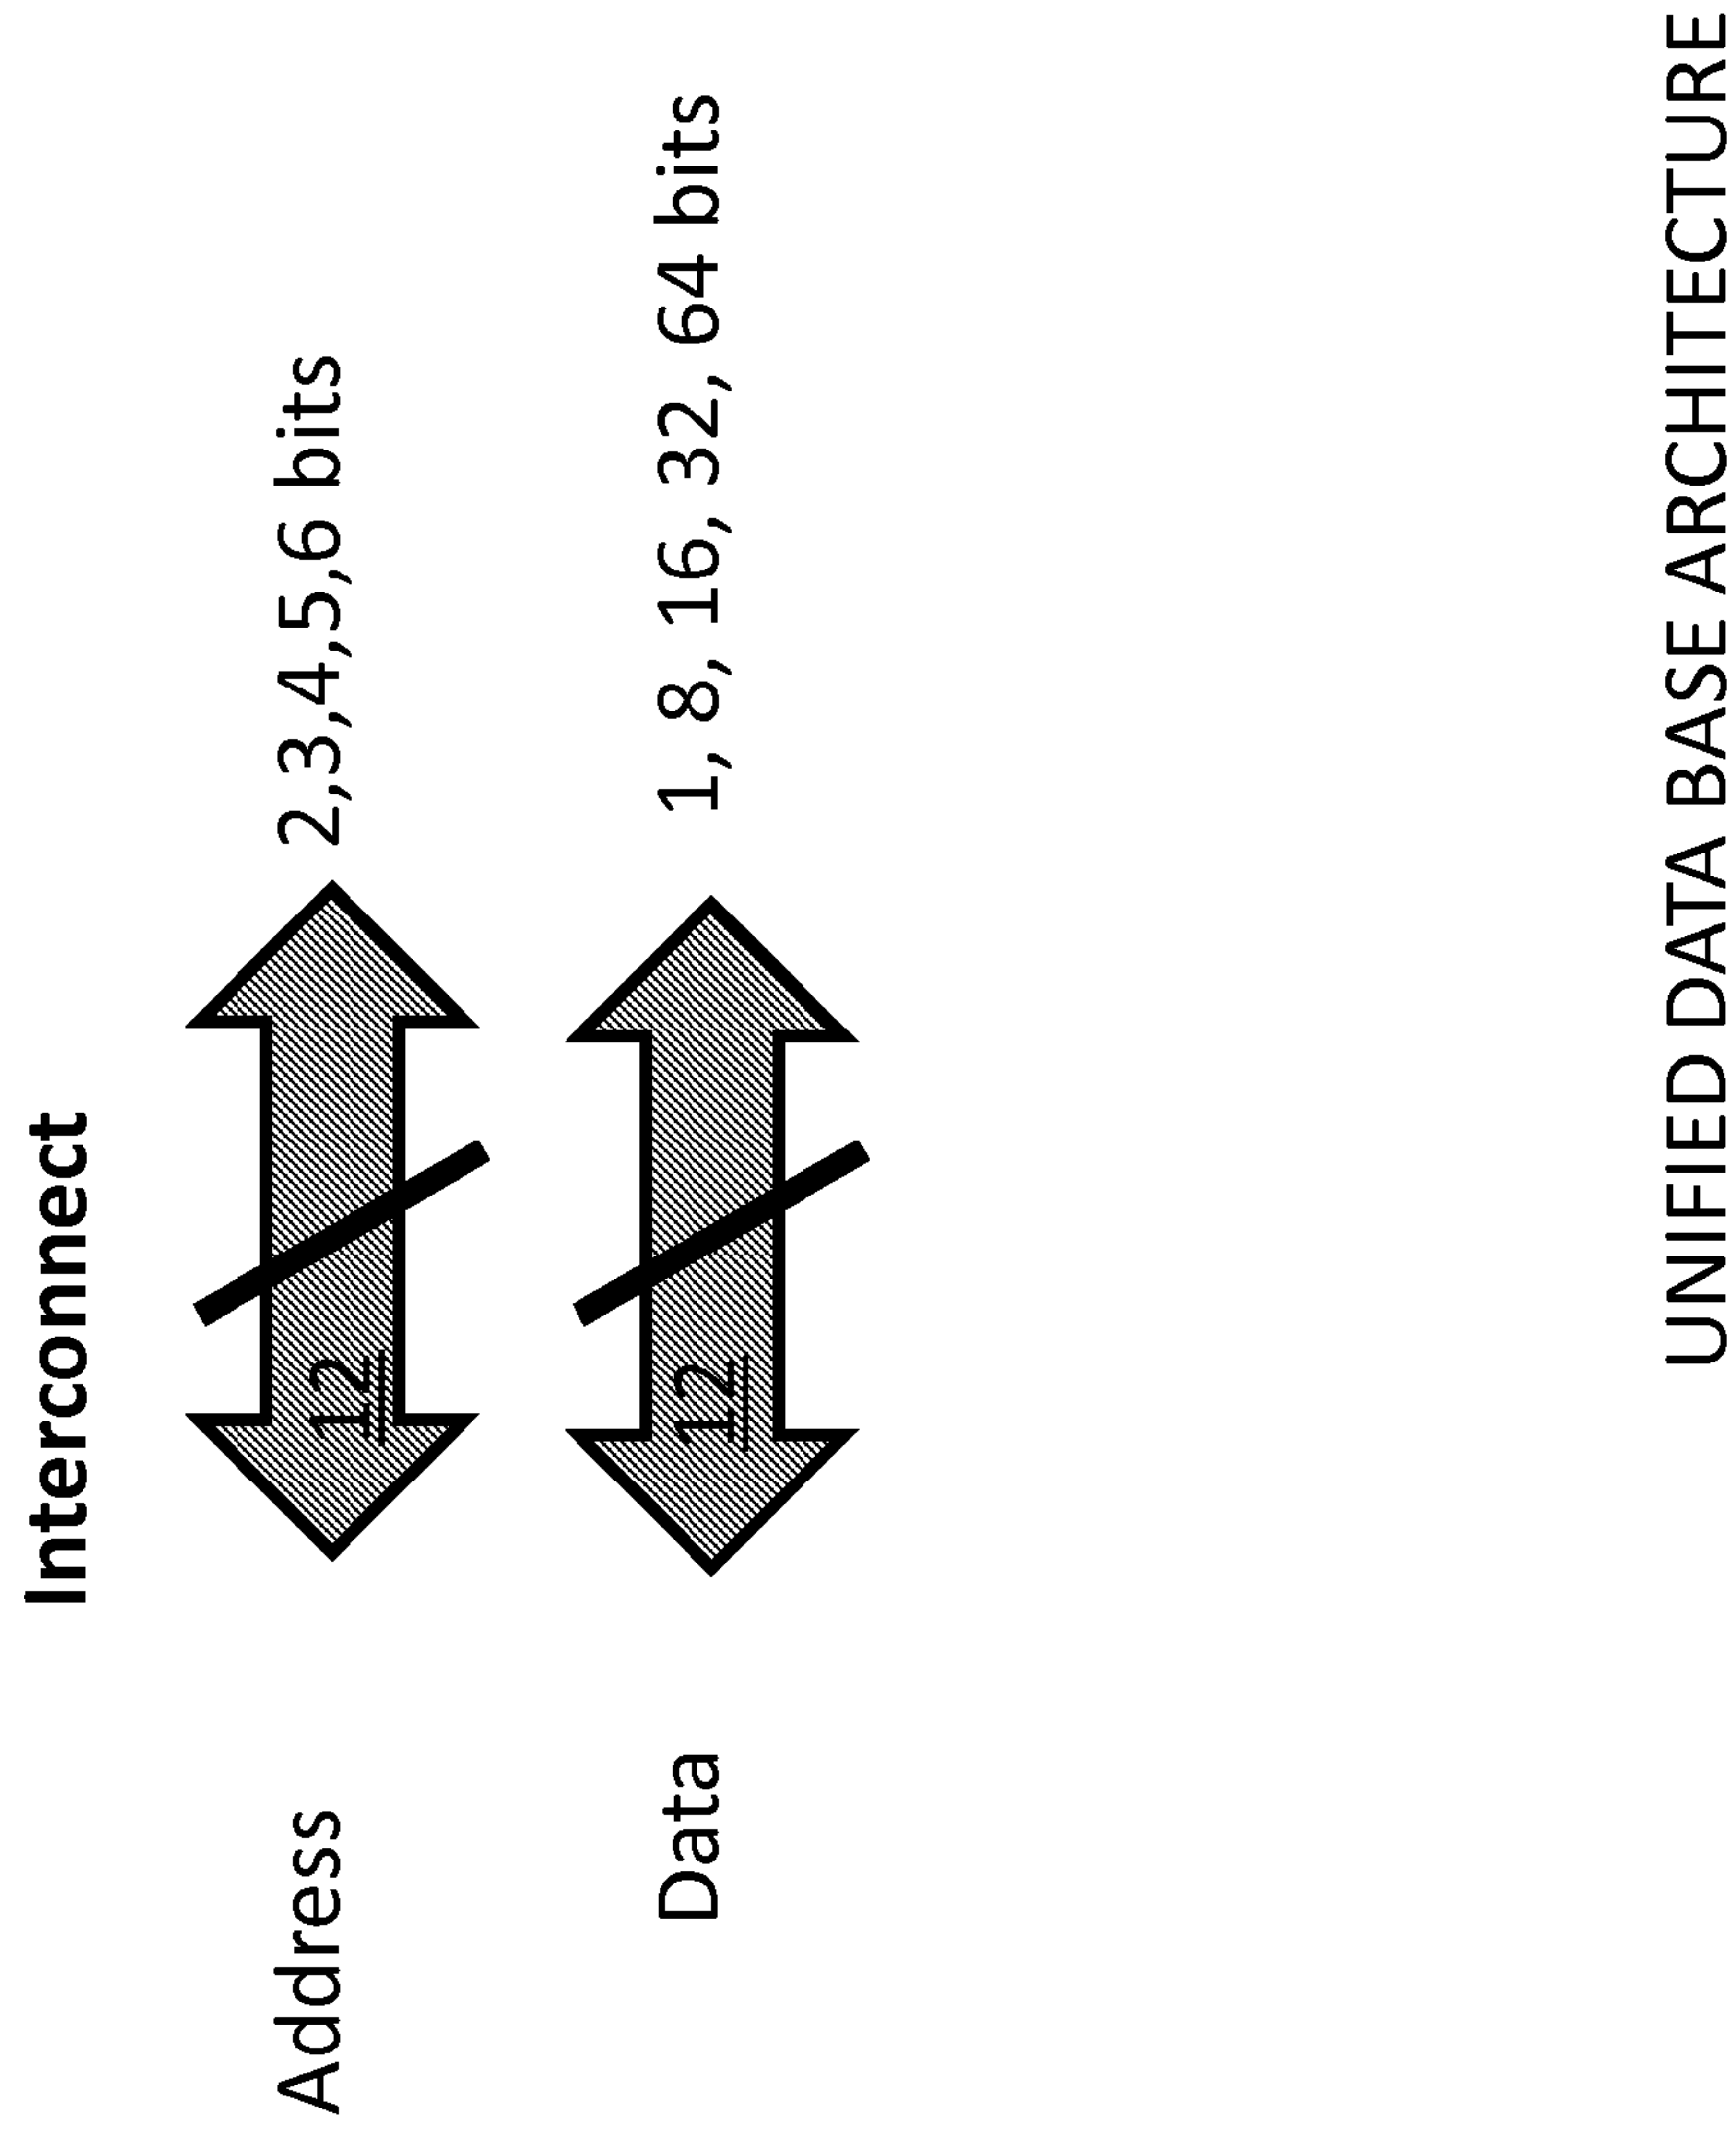 Interconnect
Address 12 2,3,4,5,6 bits
Data 12 1, 8, 16, 32, 64 bits
UNIFIED DATA BASE ARCHITECTURE